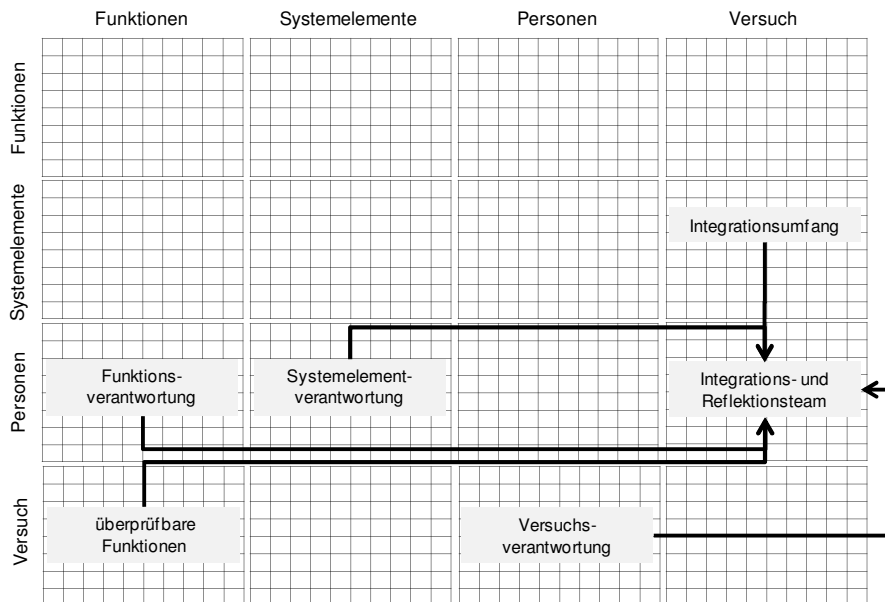 Funktionen
Systemelemente
Personen
Versuch
Funktionen
Systemelemente
Integrationsumfang
Personen
Funktions-
verantwortung
Systemelement-
verantwortung
Integrations- und
Reflektionsteam
Versuch
überprüfbare
Funktionen
Versuchs-
verantwortung